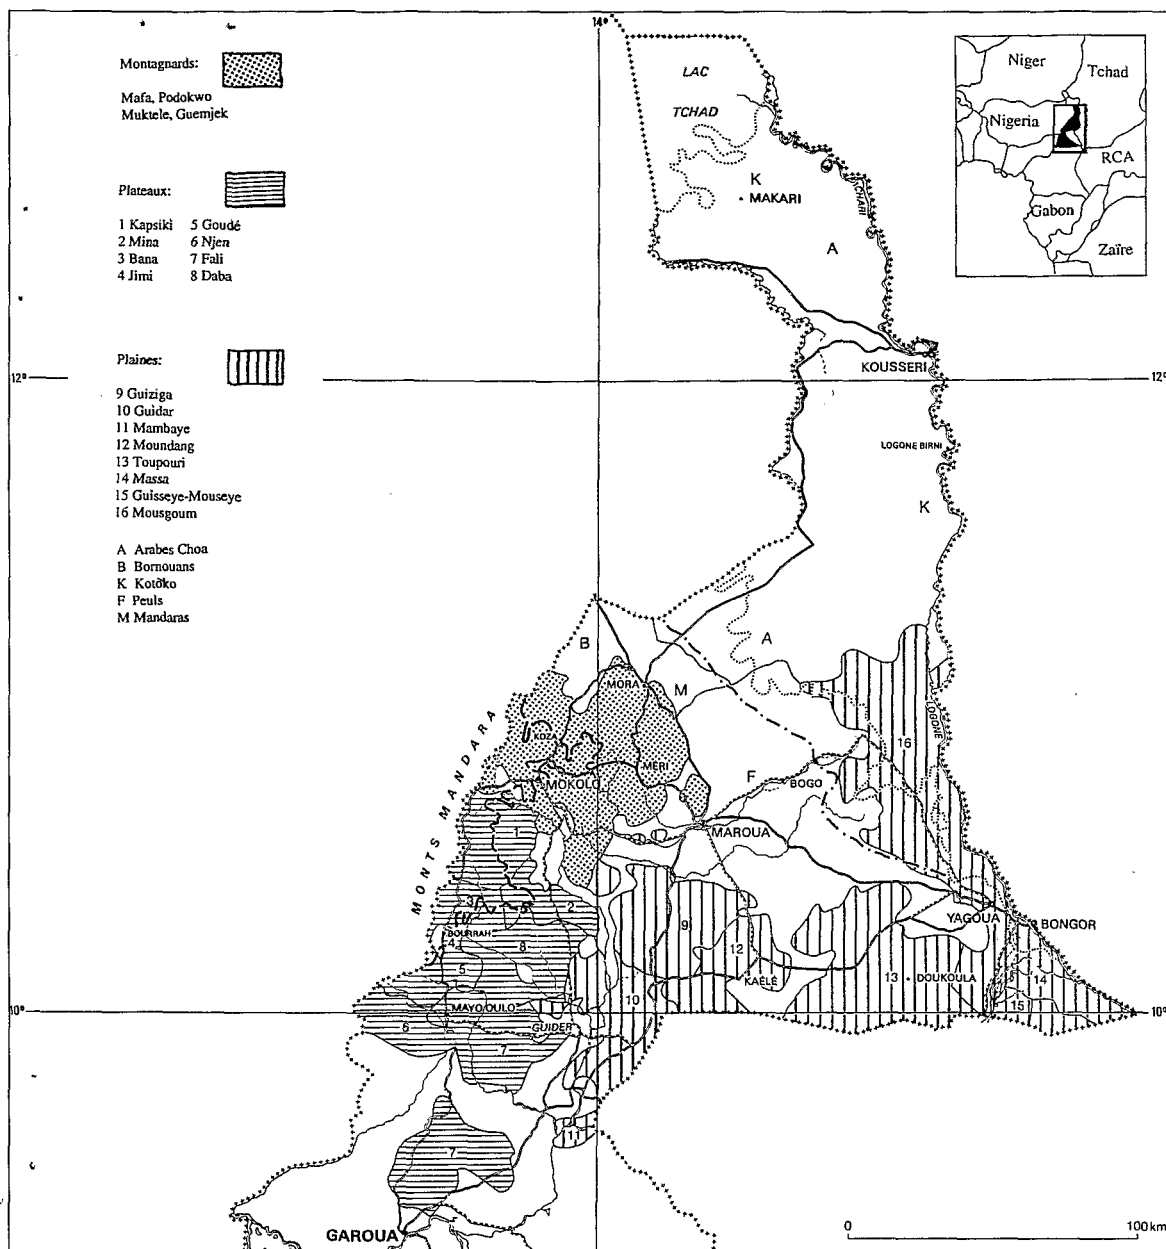 14°
Montagnards:
Mafa, Podokwo
Muktele, Guemjek
Plateaux:
1 Kapsiki 5 Goudé
2 Mina 6 Njen
3 Bana 7 Fali
4 Jimi 8 Daba
Plaines:
9 Guiziga
10 Guidar
11 Mambaye
12 Moundang
13 Toupouri
14 Massa
15 Guisseye-Mouseye
16 Mousgoum
A Arabes Choa
B Bornouans
K Kotoko
F Peuls
M Mandaras
LAC
TCHAD
K
MAKARI
CHARI
A
Niger
Tchad
Nigeria
RCA
Gabon
Zaïre
12°
12°
KOUSSERI
LOGONE BIRNI
K
A
B
M
MORA
KOZA
MERI
MOKOLO
MONTS MANDARA
F
BOGO
16
LOGONE
MAROUA
1
2
3
5
BOURRAH
4
8
5
9
12
KAELE
10
YAGOUA
BONGOR
13
DOUKOULA
14
15
10°
10°
MAYO OULO
GUIDER
6
7
11
7
GAROUA
0 100 km